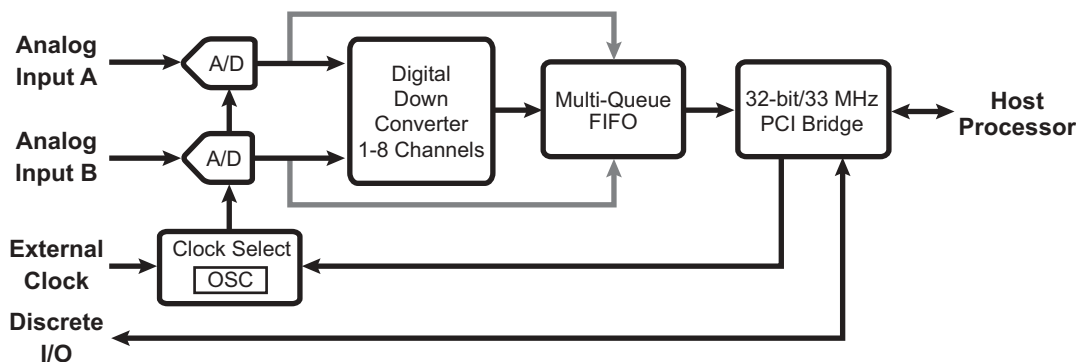 Analog
Input A
A/D
Digital
Down
Converter
1-8 Channels
Multi-Queue
FIFO
32-bit/33 MHz
PCI Bridge
Host
Processor
Analog
Input B
A/D
External
Clock
Clock Select
OSC
Discrete
I/O